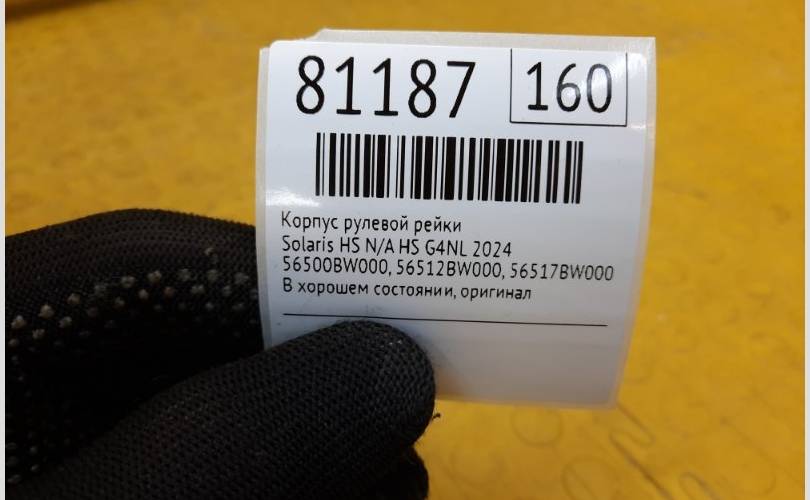 81187 160
Корпус рулевой рейки
Solaris HS N/A HS G4NL 2024
56500BW000, 56512BW000, 56517BW000
В хорошем состоянии, оригинал